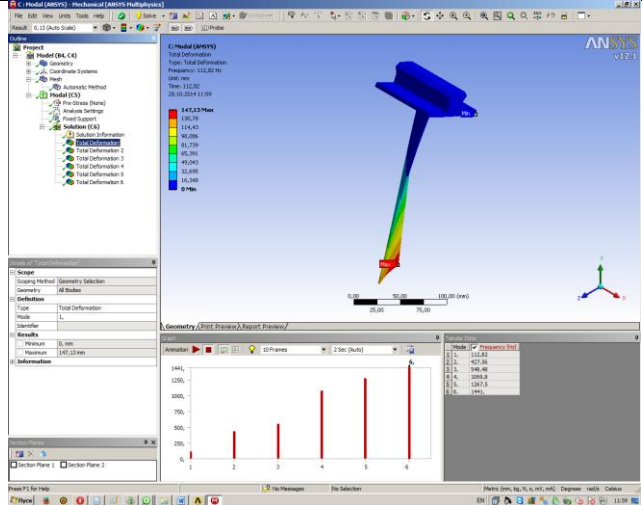 C: Modal (ANSYS) - Mechanical [ANSYS Multiphysics]
File Edit View Units Tools Help Solve
Result 0,13 (Auto Scale) Probe
Outline
Project
Model (B4, C4)
Geometry
Coordinate Systems
Mesh
Automatic Method
Modal (C5)
Pre-Stress (None)
Analysis Settings
Fixed Support
Solution (C6)
Solution Information
Total Deformation
Total Deformation 2
Total Deformation 3
Total Deformation 4
Total Deformation 5
Total Deformation 6
C: Modal (ANSYS)
Total Deformation
Type: Total Deformation
Frequency: 112,82 Hz
Unit: mm
Time: 112,82
28.10.2014 11:59
147,13 Max
130,78
114,43
98,086
81,739
65,391
49,043
32,695
16,348
0 Min
ANSYS
v12.1
Min
Max
0,00 50,00 100,00 (mm)
25,00 75,00
Geometry Print Preview Report Preview
Details of "Total Deformation"
Scope
Scoping Method Geometry Selection
Geometry All Bodies
Definition
Type Total Deformation
Mode 1,
Identifier
Results
Minimum 0, mm
Maximum 147,13 mm
Information
Section Planes
Section Plane 1 Section Plane 2
Graph
Animation 10 Frames 2 Sec (Auto)
6,
1441,
1250,
1000,
750,
500,
250,
0,
1 2 3 4 5 6
Tabular Data
Mode Frequency [Hz]
1 1, 112,82
2 2, 427,56
3 3, 548,48
4 4, 1089,8
5 5, 1267,5
6 6, 1441,
Press F1 for Help No Messages No Selection Metric (mm, kg, N, s, mV, mA) Degrees rad/s Celsius
Пуск EN 11:59